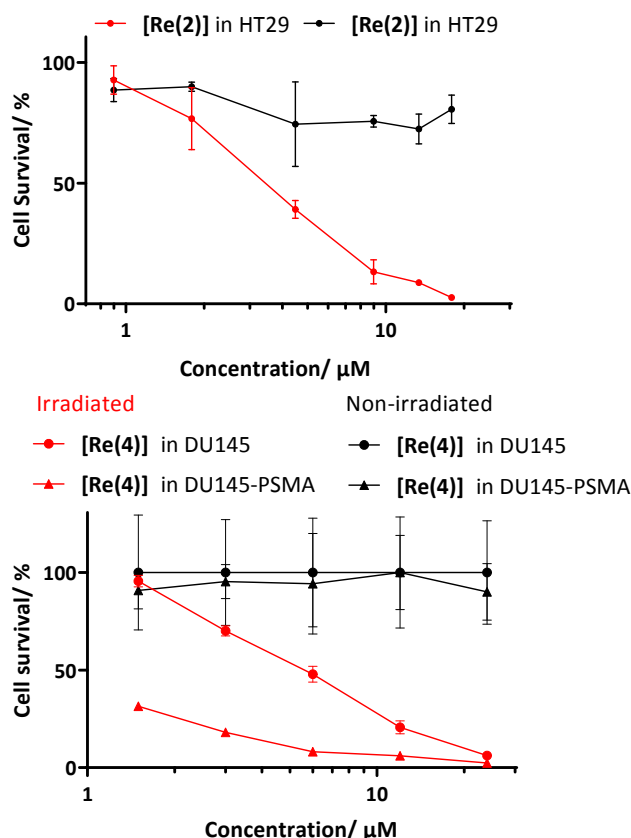 [Re(2)] in HT29 [Re(2)] in HT29
100
50
0
Cell Survival/ %
1 10
Concentration/ µM
Irradiated Non-irradiated
[Re(4)] in DU145 [Re(4)] in DU145
[Re(4)] in DU145-PSMA [Re(4)] in DU145-PSMA
100
50
0
Cell survival/ %
1 10
Concentration/ µM